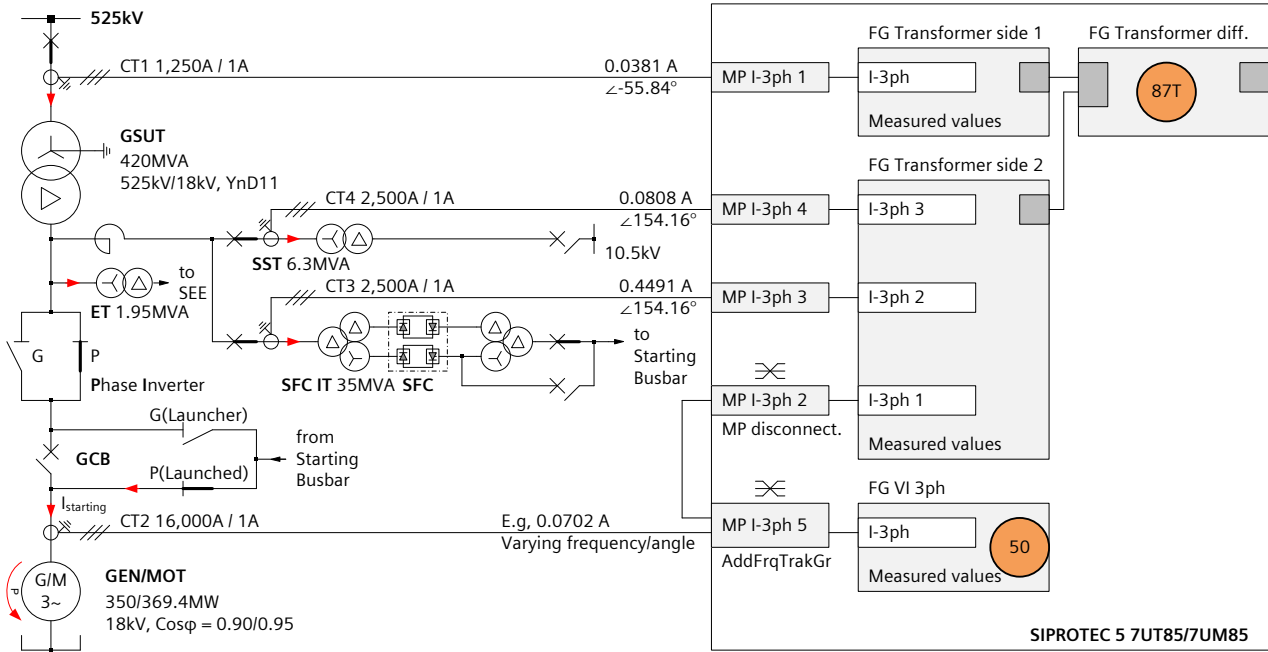 525kV
CT1 1,250A / 1A
0.0381 A
∠-55.84°
GSUT
420MVA
525kV/18kV, YnD11
CT4 2,500A / 1A
0.0808 A
∠154.16°
SST 6.3MVA
10.5kV
to
SEE
ET 1.95MVA
CT3 2,500A / 1A
0.4491 A
∠154.16°
G
P
Phase Inverter
SFC IT 35MVA SFC
to
Starting
Busbar
G(Launcher)
GCB
P(Launched)
from
Starting
Busbar
Istarting
CT2 16,000A / 1A
E.g, 0.0702 A
Varying frequency/angle
P
G/M
3~
GEN/MOT
350/369.4MW
18kV, Cosφ = 0.90/0.95
FG Transformer side 1
FG Transformer diff.
MP I-3ph 1
I-3ph
87T
Measured values
FG Transformer side 2
MP I-3ph 4
I-3ph 3
MP I-3ph 3
I-3ph 2
MP I-3ph 2
I-3ph 1
MP disconnect.
Measured values
FG VI 3ph
MP I-3ph 5
I-3ph
50
AddFrqTrakGr
Measured values
SIPROTEC 5 7UT85/7UM85